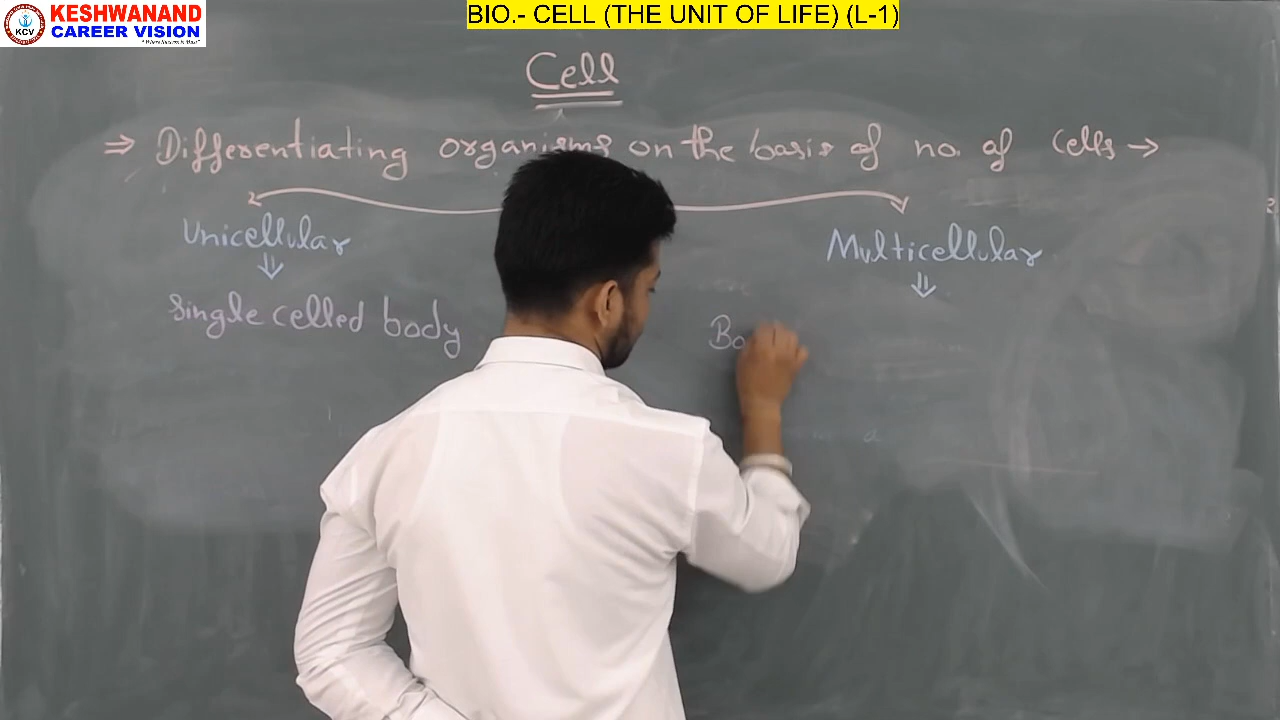 KESHWANAND
CAREER VISION
KCV
BIO.- CELL (THE UNIT OF LIFE) (L-1)
Cell
⇒ Differentiating organisms on the basis of no. of cells →
Unicellular
Multicellular
⇓
⇓
Single celled body
Bo